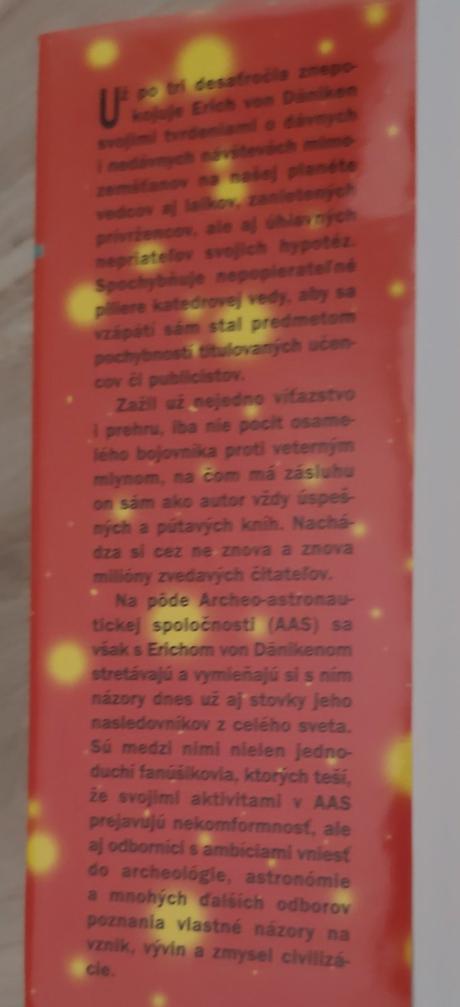 Už po tri desaťročia znepo-
kojuje Erich von Däniken
svojimi tvrdeniami o dávnych
i nedávnych návštevách mimo-
zemšťanov na našej planéte
vedcov aj laikov, zanietených
prívržencov, ale aj úhlavných
nepriateľov svojich hypotéz.
Spochybňuje nepopierateľné
piliere katedrovej vedy, aby sa
vzápätí sám stal predmetom
pochybností titulovaných učen-
cov či publicistov.
Zažil už nejedno víťazstvo
i prehru, iba nie pocit osame-
lého bojovníka proti veterným
mlynom, na čom má zásluhu
on sám ako autor vždy úspeš-
ných a pútavých kníh. Nachá-
dza si cez ne znova a znova
milióny zvedavých čitateľov.
Na pôde Archeo-astronau-
tickej spoločnosti (AAS) sa
však s Erichom von Dänikenom
stretávajú a vymieňajú si s ním
názory dnes už aj stovky jeho
nasledovníkov z celého sveta.
Sú medzi nimi nielen jedno-
duchí fanúšikovia, ktorých teší,
že svojimi aktivitami v AAS
prejavujú nekomformnosť, ale
aj odborníci s ambíciami vniesť
do archeológie, astronómie
a mnohých ďalších odborov
poznania vlastné názory na
vznik, vývin a zmysel civilizá-
cie.